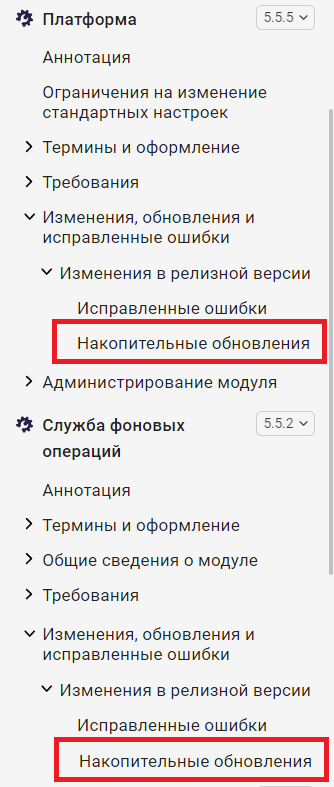 Платформа
5.5.5
Аннотация
Ограничения на изменение
стандартных настроек
Термины и оформление
Требования
Изменения, обновления и
исправленные ошибки
Изменения в релизной версии
Исправленные ошибки
Накопительные обновления
Администрирование модуля
Служба фоновых
5.5.2
операций
Аннотация
Термины и оформление
Общие сведения о модуле
Требования
Изменения, обновления и
исправленные ошибки
Изменения в релизной версии
Исправленные ошибки
Накопительные обновления